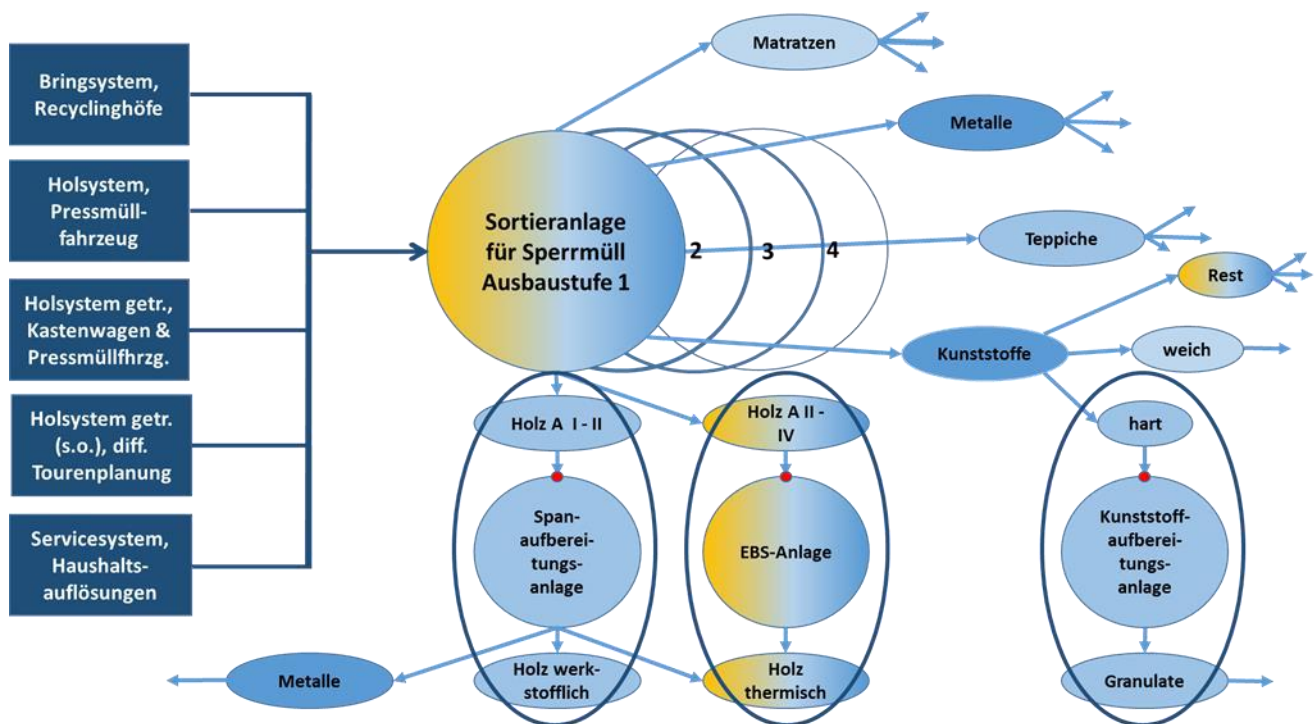 Bringsystem,
Recyclinghöfe
Holsystem,
Pressmüll-
fahrzeug
Holsystem getr.,
Kastenwagen &
Pressmüllfhrzg.
Holsystem getr.
(s.o.), diff.
Tourenplanung
Servicesystem,
Haushalts-
auflösungen
Sortieranlage
für Sperrmüll
Ausbaustufe 1
2
3
4
Matratzen
Metalle
Teppiche
Rest
Kunststoffe
weich
hart
Holz A I - II
Holz A II -
IV
Span-
aufberei-
tungs-
anlage
EBS-Anlage
Kunststoff-
aufberei-
tungs-
anlage
Metalle
Holz werk-
stofflich
Holz
thermisch
Granulate